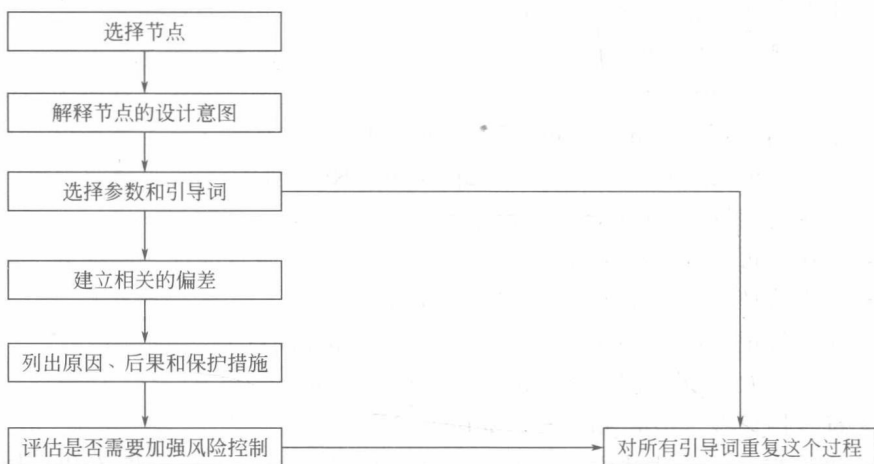 选择节点
解释节点的设计意图
选择参数和引导词
建立相关的偏差
列出原因、后果和保护措施
评估是否需要加强风险控制
对所有引导词重复这个过程